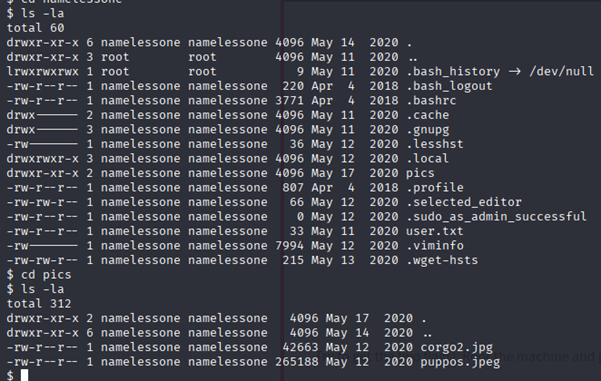 $ cd namelessone
$ ls -la
total 60
drwxr-xr-x 6 namelessone namelessone 4096 May 14  2020 .
drwxr-xr-x 3 root        root        4096 May 11  2020 ..
lrwxrwxrwx 1 root        root           9 May 11  2020 .bash_history → /dev/null
-rw-r--r-- 1 namelessone namelessone  220 Apr  4  2018 .bash_logout
-rw-r--r-- 1 namelessone namelessone 3771 Apr  4  2018 .bashrc
drwx------ 2 namelessone namelessone 4096 May 11  2020 .cache
drwx------ 3 namelessone namelessone 4096 May 11  2020 .gnupg
-rw------- 1 namelessone namelessone   36 May 12  2020 .lesshst
drwxrwxr-x 3 namelessone namelessone 4096 May 12  2020 .local
drwxr-xr-x 2 namelessone namelessone 4096 May 17  2020 pics
-rw-r--r-- 1 namelessone namelessone  807 Apr  4  2018 .profile
-rw-rw-r-- 1 namelessone namelessone   66 May 12  2020 .selected_editor
-rw-r--r-- 1 namelessone namelessone    0 May 12  2020 .sudo_as_admin_successful
-rw-r--r-- 1 namelessone namelessone   33 May 11  2020 user.txt
-rw------- 1 namelessone namelessone 7994 May 12  2020 .viminfo
-rw-rw-r-- 1 namelessone namelessone  215 May 13  2020 .wget-hsts
$ cd pics
$ ls -la
total 312
drwxr-xr-x 2 namelessone namelessone   4096 May 17  2020 .
drwxr-xr-x 6 namelessone namelessone   4096 May 14  2020 ..
-rw-r--r-- 1 namelessone namelessone  42663 May 12  2020 corgo2.jpg
-rw-r--r-- 1 namelessone namelessone 265188 May 12  2020 puppos.jpeg
the machine and
$